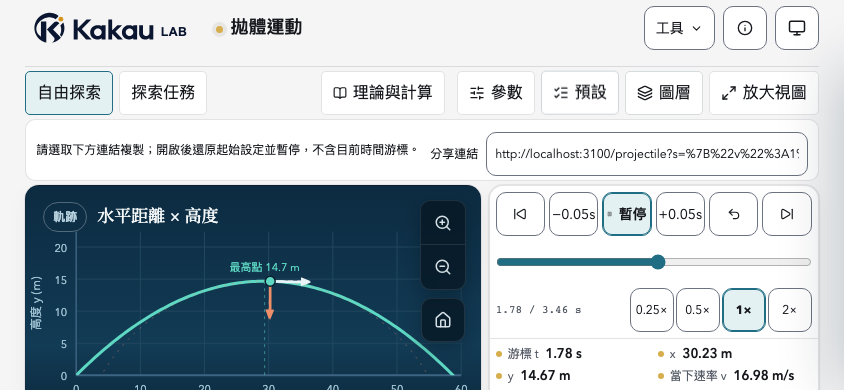 Kakau LAB 拋體運動 工具
自由探索 探索任務 理論與計算 參數 預設 圖層 放大視圖
請選取下方連結複製；開啟後還原起始設定並暫停，不含目前時間游標。 分享連結 http://localhost:3100/projectile?s=%7B%22v%22%3A1
軌跡 水平距離 × 高度
−0.05s 暫停 +0.05s
最高點 14.7 m
高度 y (m)
20
15
10
5
0
0 10 20 30 40 50 60
1.78 / 3.46 s 0.25× 0.5× 1× 2×
游標 t 1.78 s x 30.23 m
y 14.67 m 當下速率 v 16.98 m/s